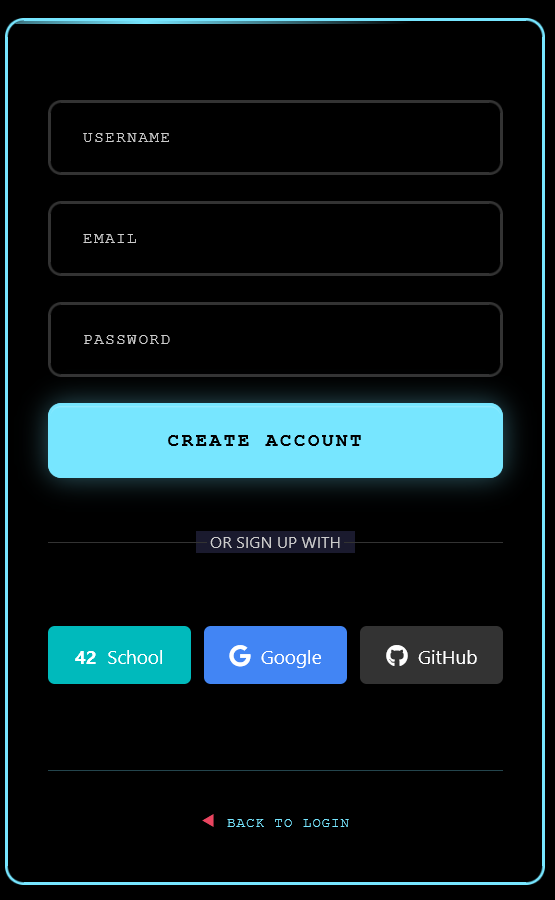 USERNAME
EMAIL
PASSWORD
CREATE ACCOUNT
OR SIGN UP WITH
42 School Google GitHub
BACK TO LOGIN